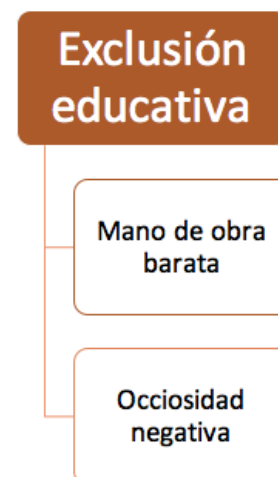 Exclusión
educativa
Mano de obra
barata
Occiosidad
negativa